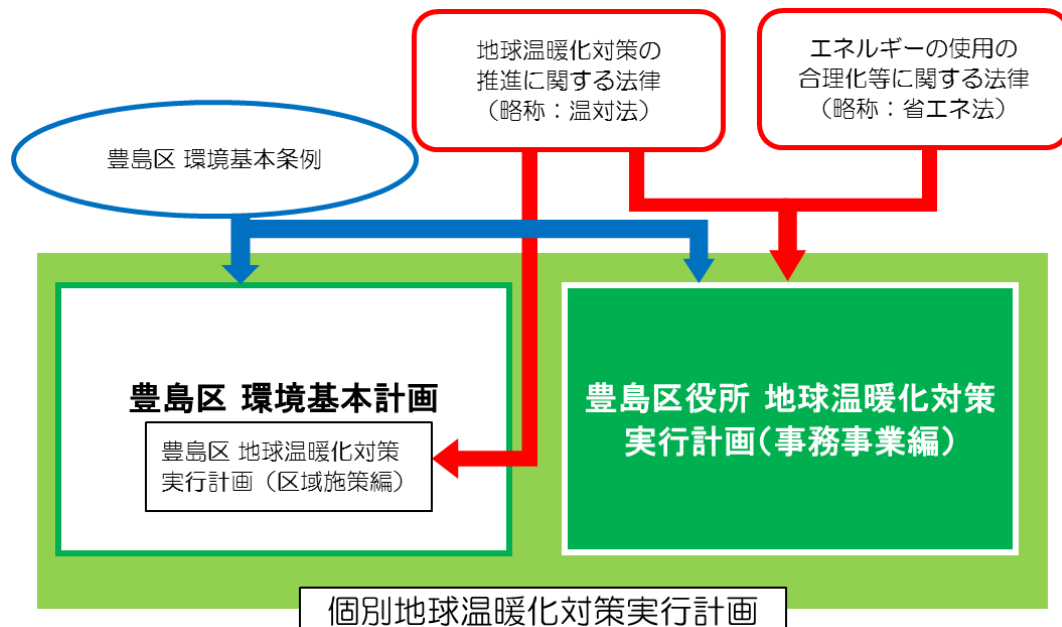 地球温暖化対策の
推進に関する法律
（略称：温対法）
エネルギーの使用の
合理化等に関する法律
（略称：省エネ法）
豊島区 環境基本条例
豊島区 環境基本計画
豊島区 地球温暖化対策
実行計画（区域施策編）
豊島区役所 地球温暖化対策
実行計画（事務事業編）
個別地球温暖化対策実行計画